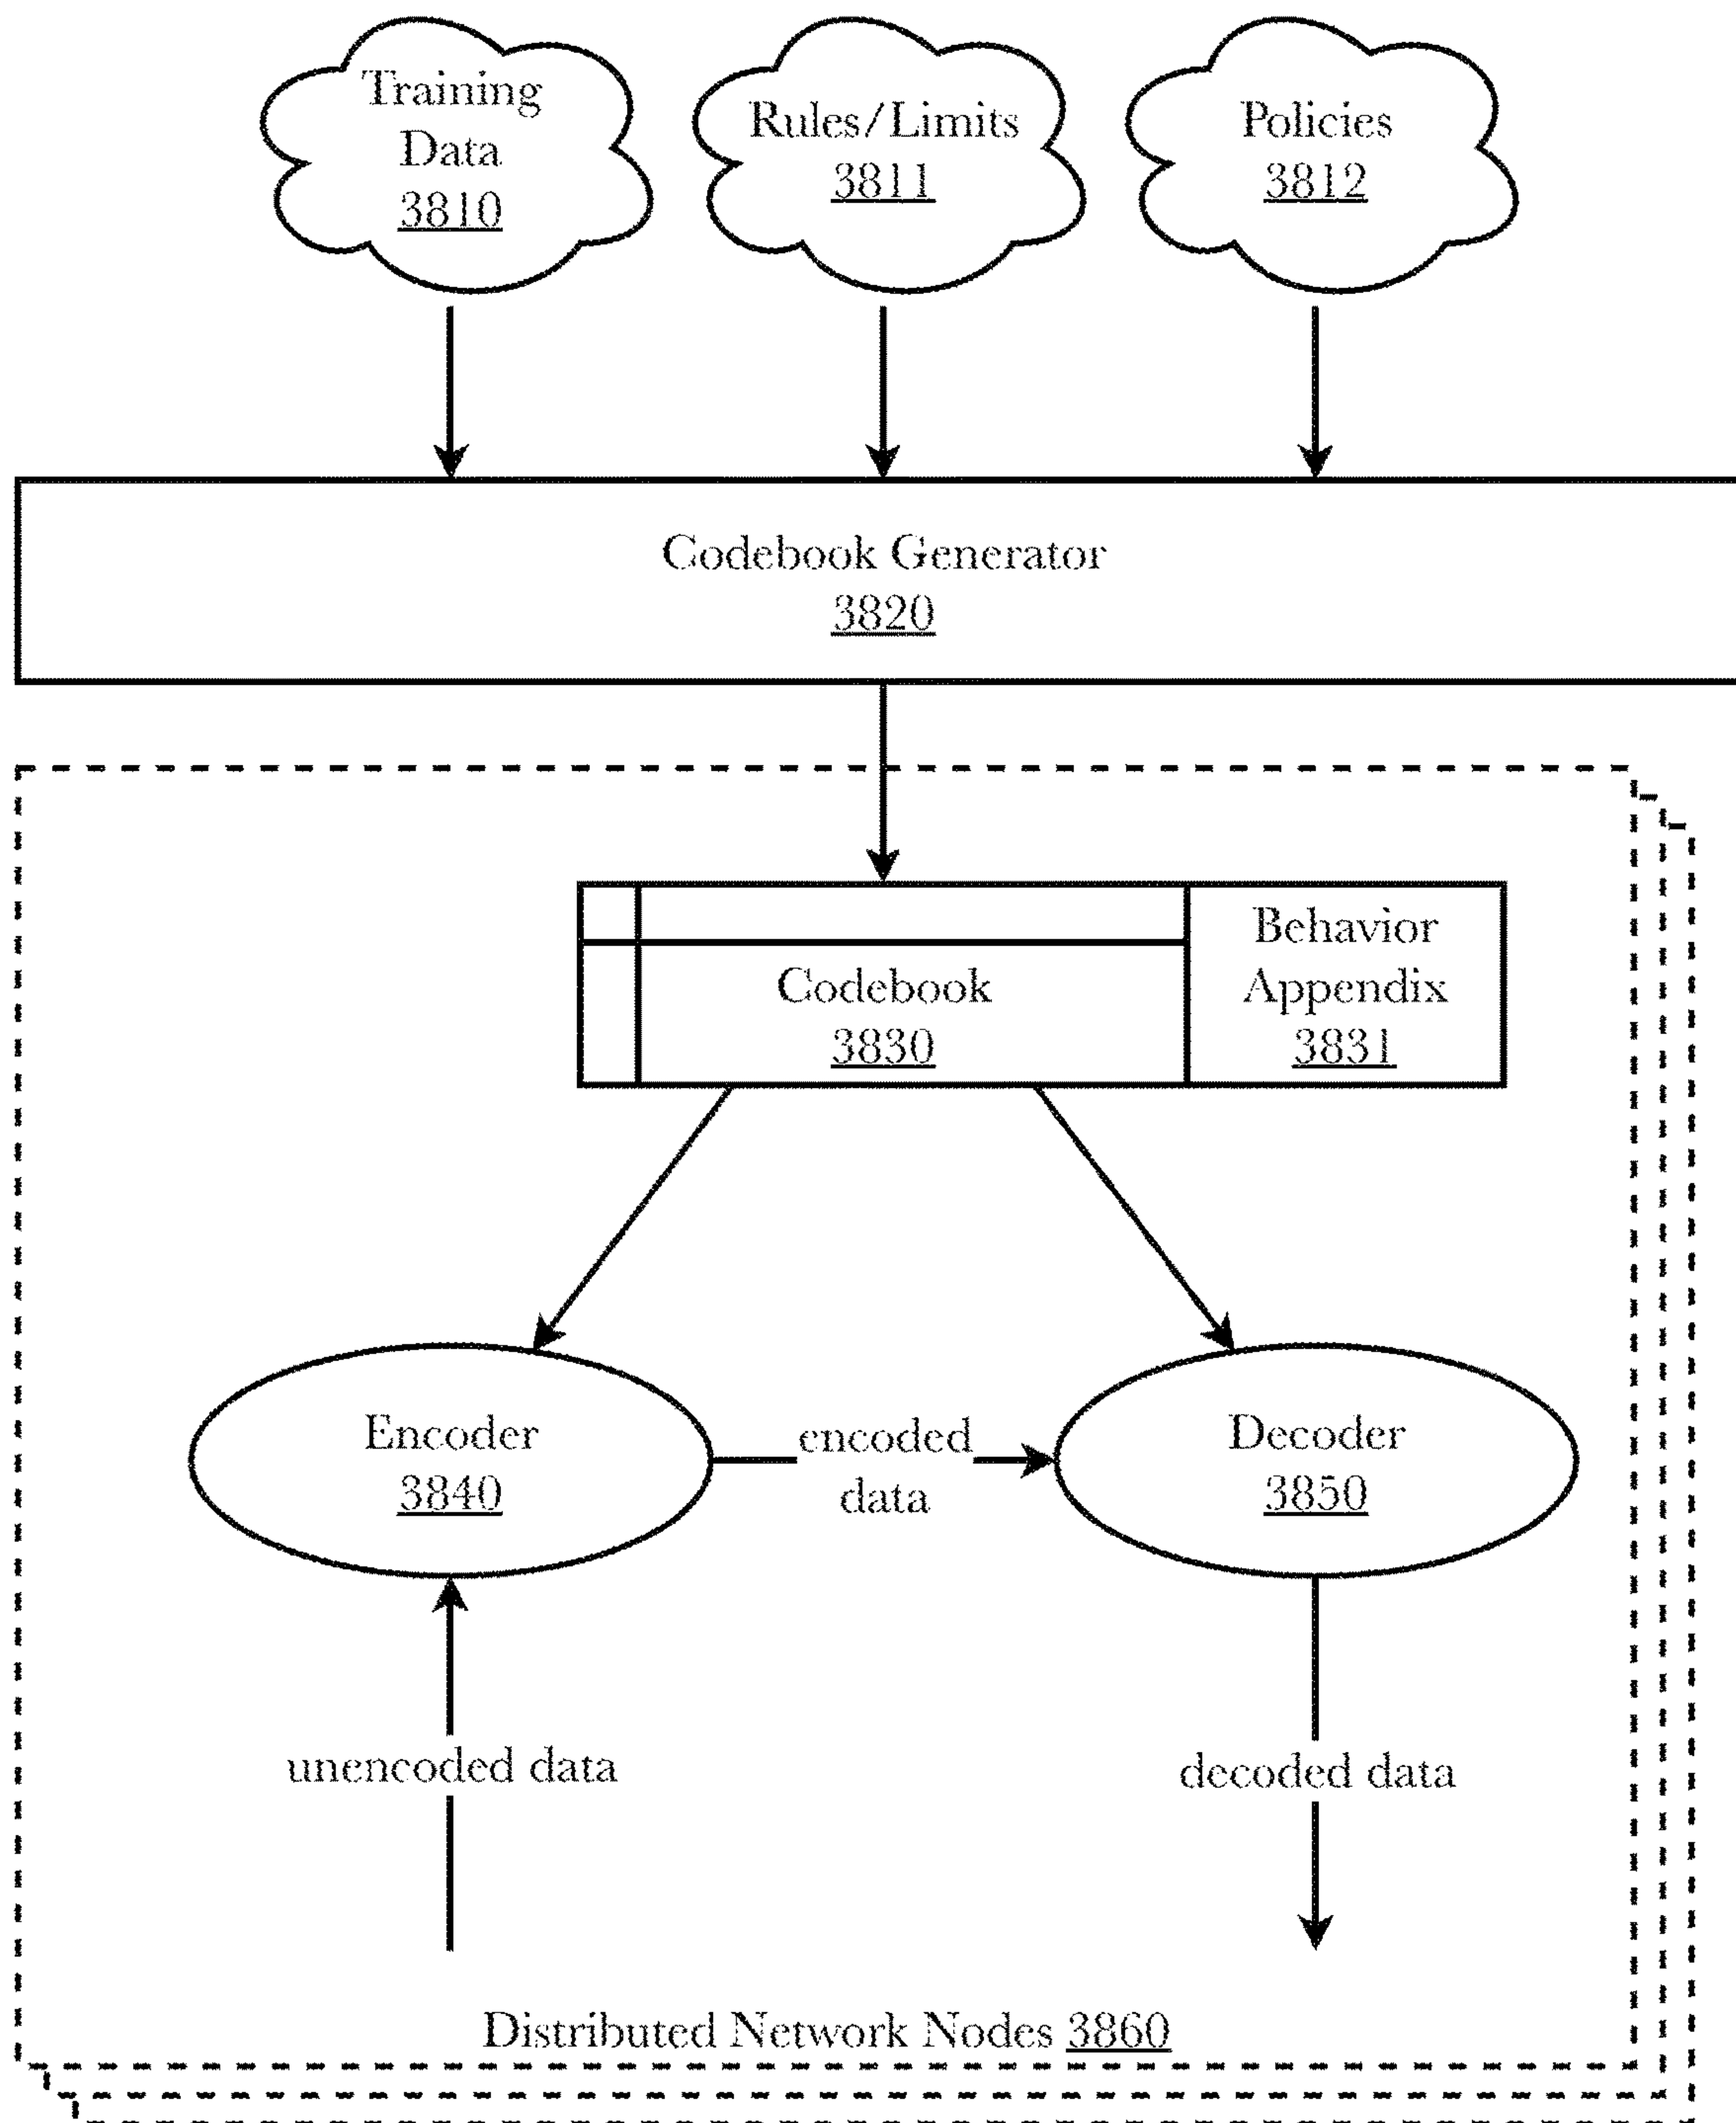 Training
Data
3810
Rules/Limits
3811
Policies
3812
Codebook Generator
3820
Codebook
3830
Behavior
Appendix
3831
Encoder
3840
encoded
data
Decoder
3850
unencoded data
decoded data
Distributed Network Nodes 3860